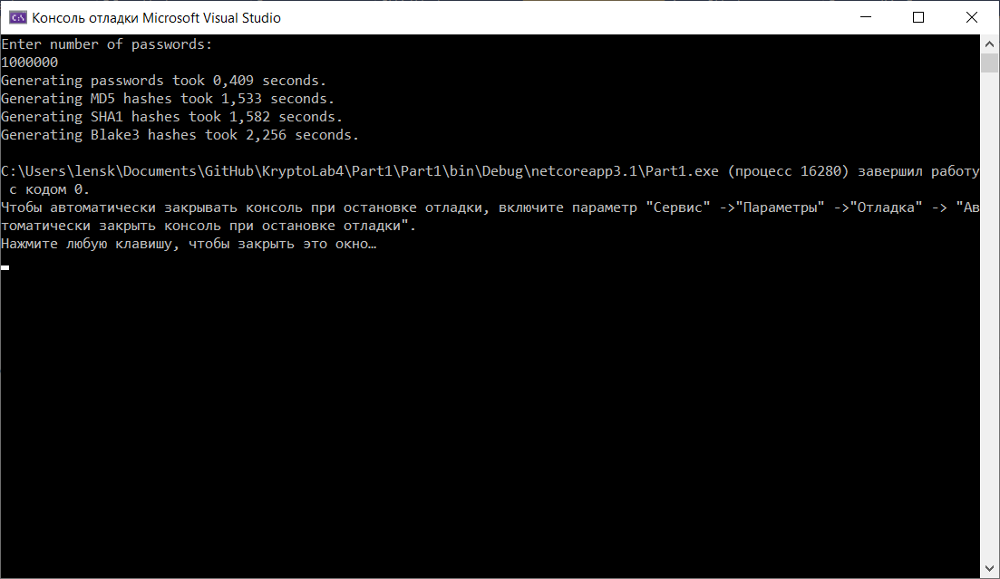 Консоль отладки Microsoft Visual Studio
Enter number of passwords:
1000000
Generating passwords took 0,409 seconds.
Generating MD5 hashes took 1,533 seconds.
Generating SHA1 hashes took 1,582 seconds.
Generating Blake3 hashes took 2,256 seconds.
C:\Users\lensk\Documents\GitHub\KryptoLab4\Part1\Part1\bin\Debug\netcoreapp3.1\Part1.exe (процесс 16280) завершил работу
с кодом 0.
Чтобы автоматически закрывать консоль при остановке отладки, включите параметр "Сервис" ->"Параметры" ->"Отладка" -> "Ав
томатически закрыть консоль при остановке отладки".
Нажмите любую клавишу, чтобы закрыть это окно…